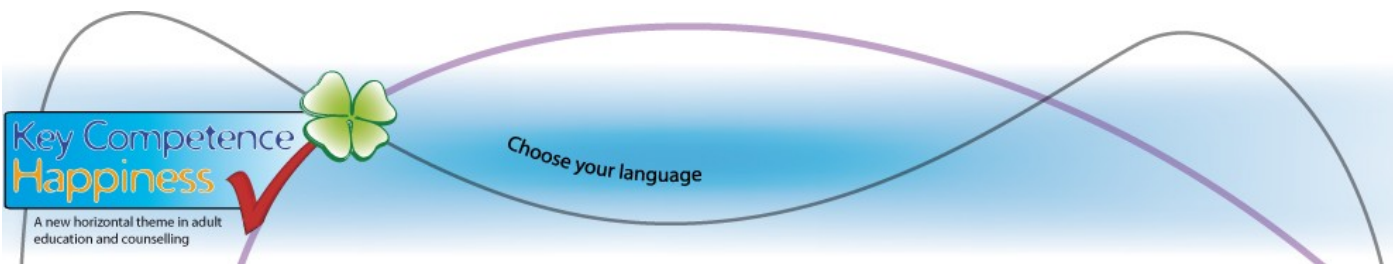 Key Competence
Happiness
A new horizontal theme in adult
education and counselling
Choose your language